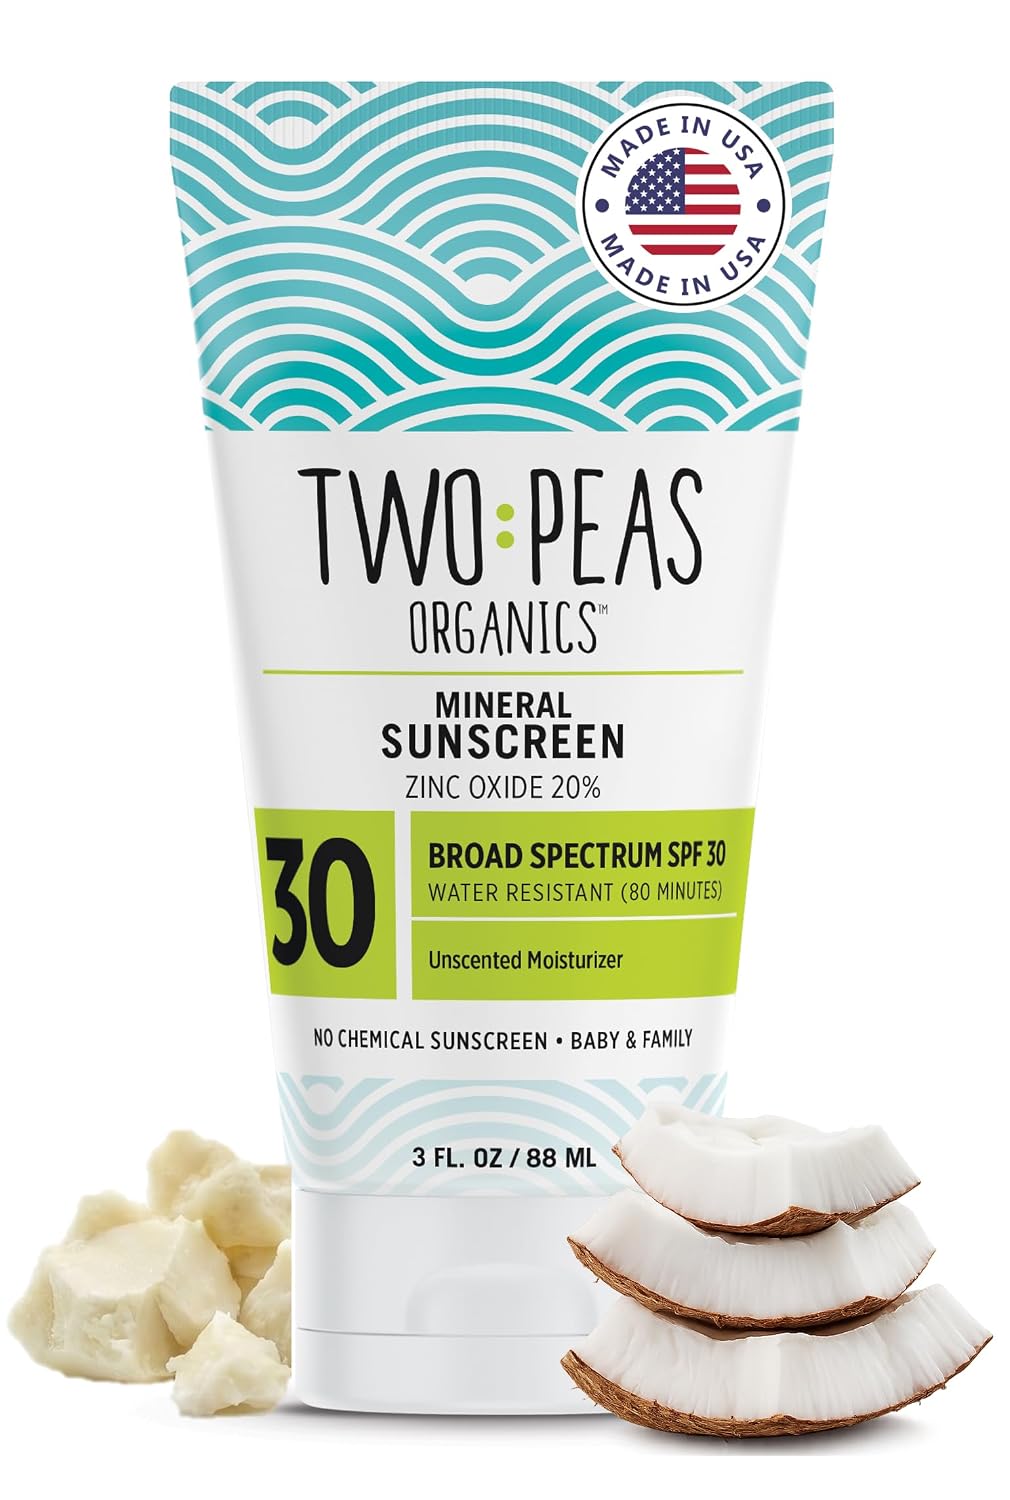 MADE IN USA
MADE IN USA
TWO:PEAS
ORGANICS™
MINERAL
SUNSCREEN
ZINC OXIDE 20%
30
BROAD SPECTRUM SPF 30
WATER RESISTANT (80 MINUTES)
Unscented Moisturizer
NO CHEMICAL SUNSCREEN • BABY & FAMILY
3 FL. OZ / 88 ML